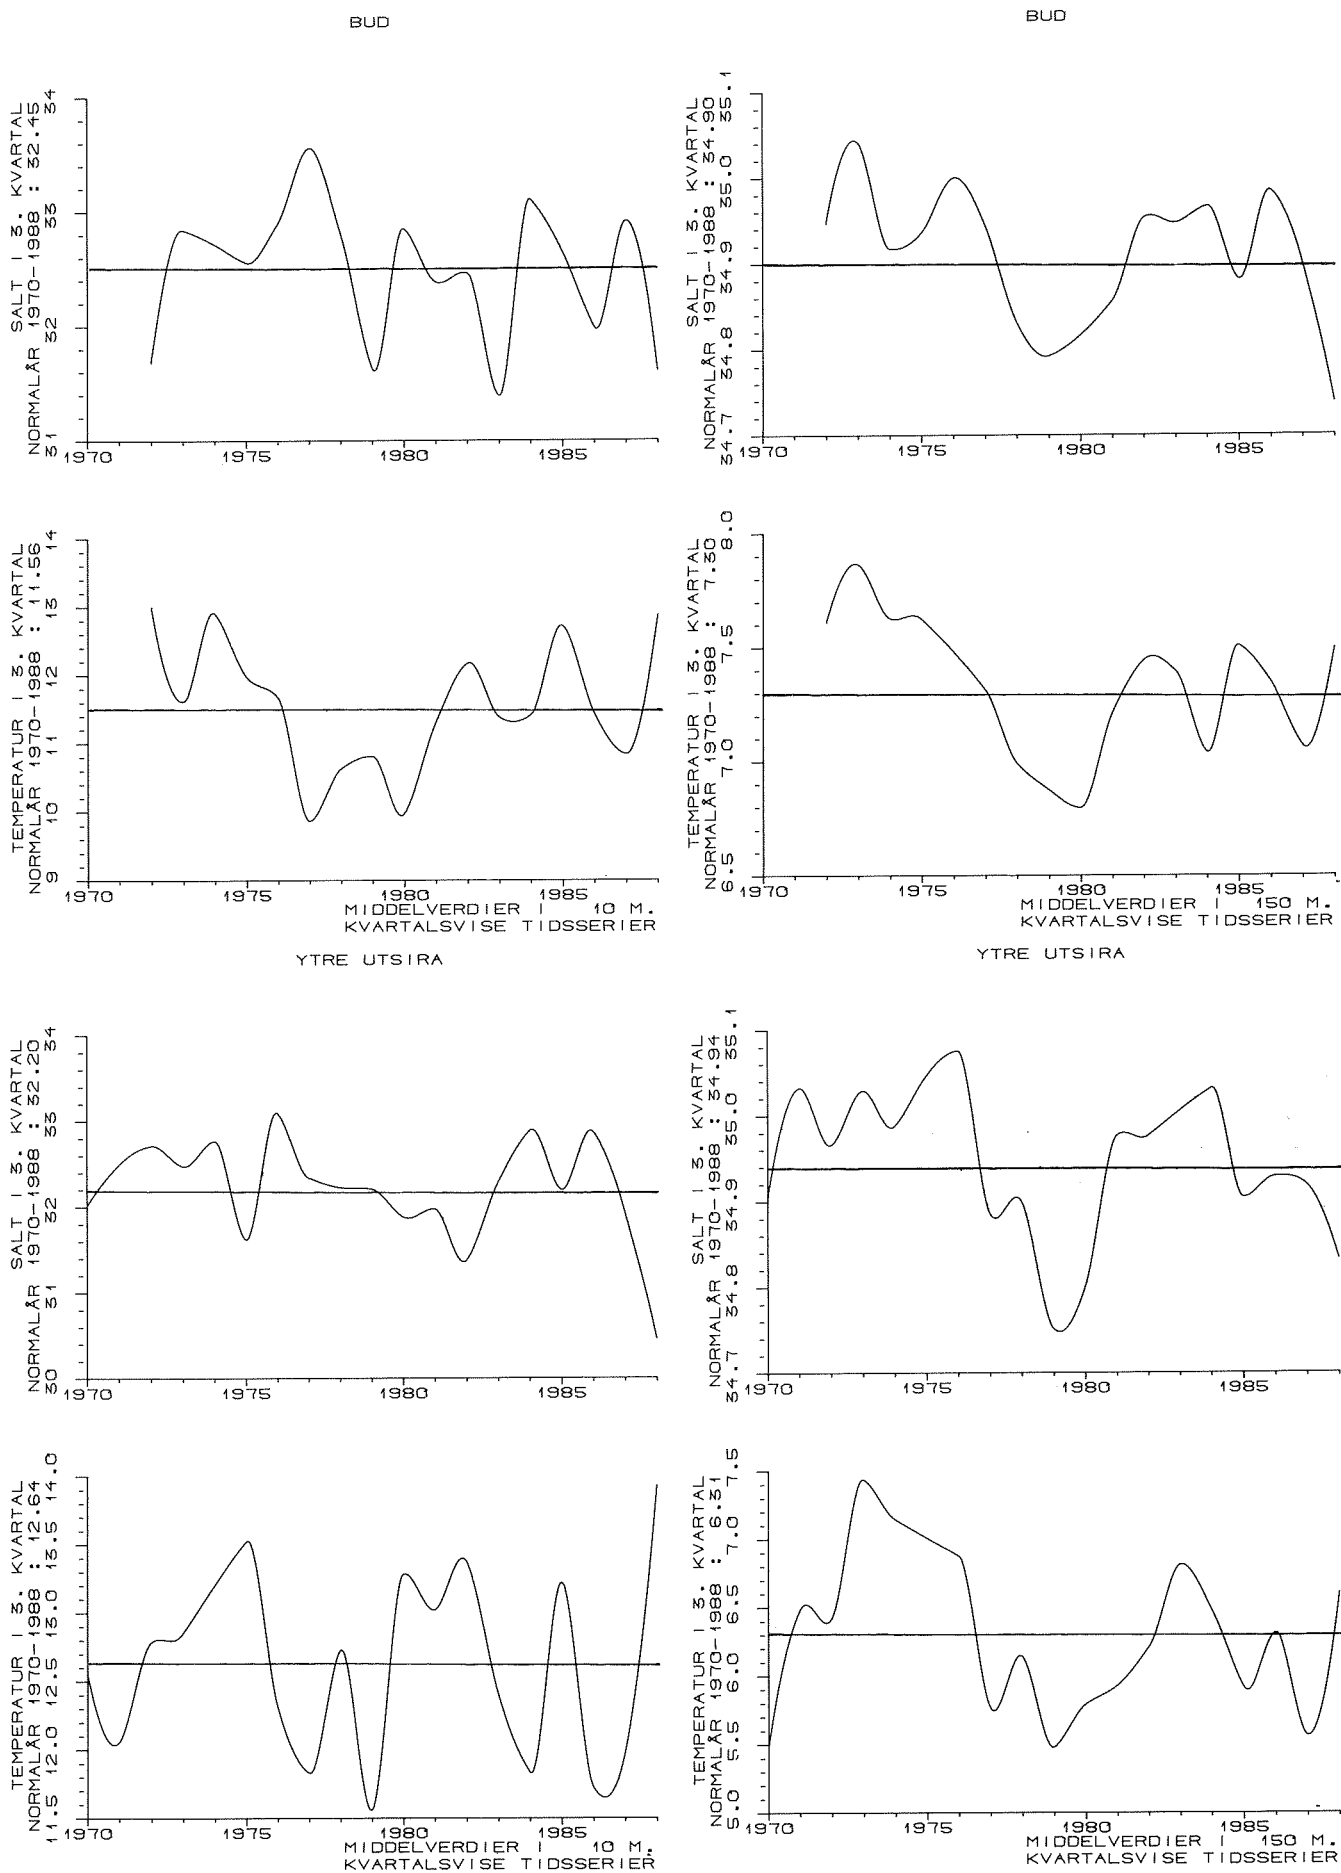 BUD
NORMALÅR 1970-1988 : 32.45
SALT I 3. KVARTAL
31 32 33 34
1970 1975 1980 1985
NORMALÅR 1970-1988 : 11.56
TEMPERATUR I 3. KVARTAL
9 10 11 12 13 14
1970 1975 1980 1985
MIDDELVERDIER I 10 M.
KVARTALSVISE TIDSSERIER
BUD
SALT I 3. KVARTAL
NORMALÅR 1970-1988 : 34.90
34.7 34.8 34.9 35.0 35.1
1970 1975 1980 1985
TEMPERATUR I 3. KVARTAL
NORMALÅR 1970-1988 : 7.30
6.5 7.0 7.5 8.0
1970 1975 1980 1985
MIDDELVERDIER I 150 M.
KVARTALSVISE TIDSSERIER
YTRE UTSIRA
SALT I 3. KVARTAL
NORMALÅR 1970-1988 : 32.20
30 31 32 33 34
1970 1975 1980 1985
TEMPERATUR I 3. KVARTAL
NORMALÅR 1970-1988 : 12.64
11.5 12.0 12.5 13.0 13.5 14.0
1970 1975 1980 1985
MIDDELVERDIER I 10 M.
KVARTALSVISE TIDSSERIER
YTRE UTSIRA
SALT I 3. KVARTAL
NORMALÅR 1970-1988 : 34.94
34.7 34.8 34.9 35.0 35.1
1970 1975 1980 1985
TEMPERATUR I 3. KVARTAL
NORMALÅR 1970-1988 : 6.31
5.0 5.5 6.0 6.5 7.0 7.5
1970 1975 1980 1985
MIDDELVERDIER I 150 M.
KVARTALSVISE TIDSSERIER